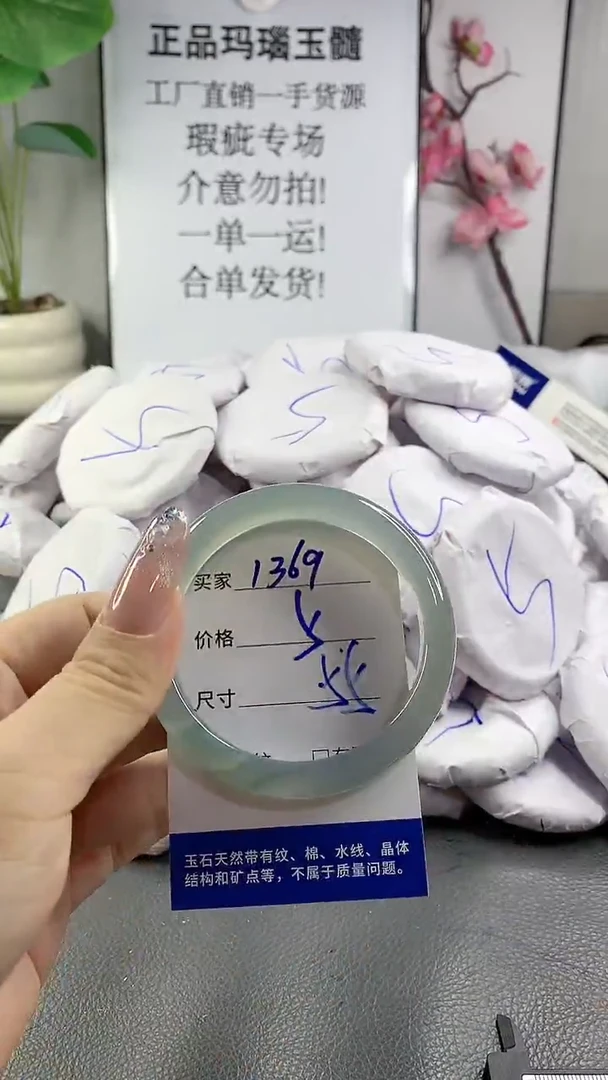 正品玛瑙玉髓
工厂直销一手货源
瑕疵专场
介意勿拍!
一单一运!
合单发货!
买家 1369
价格
尺寸
玉石天然带有纹、棉、水线、晶体
结构和矿点等，不属于质量问题。